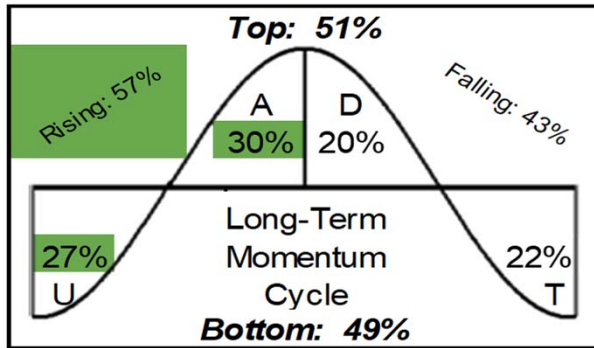 Top: 51%
Rising: 57%
Falling: 43%
A D
30% 20%
Long-Term
27% Momentum 22%
U Cycle T
Bottom: 49%